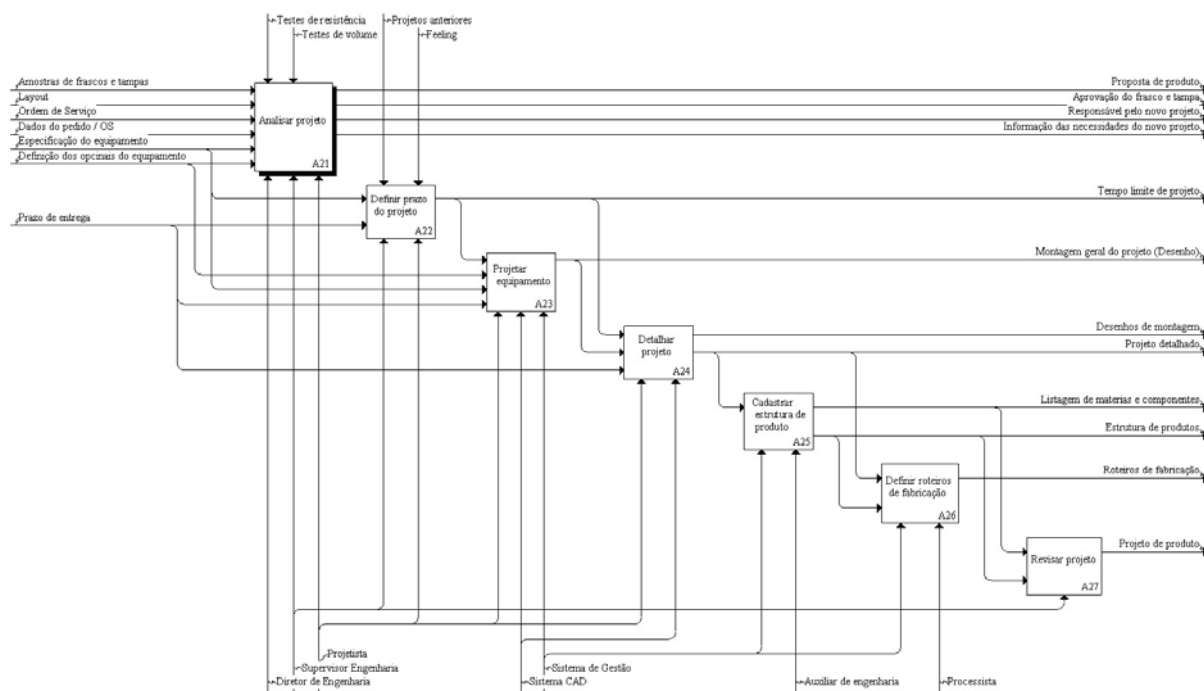 Testes de resistência
Testes de volume
Projetos anteriores
Feeling
Amostras de frascos e tampas
Layout
Ordem de Serviço
Dados do pedido / OS
Especificação do equipamento
Definição dos opcinais do equipamento
Prazo de entrega
Analisar projeto
A21
Proposta de produto
Aprovação do frasco e tampa
Responsável pelo novo projeto
Informação das necessidades do novo projeto
Definir prazo
do projeto
A22
Tempo limite de projeto
Projetar
equipamento
A23
Montagem geral do projeto (Desenho)
Detalhar
projeto
A24
Desenhos de montagem
Projeto detalhado
Cadastrar
estrutura de
produto
A25
Listagem de materias e componentes
Estrutura de produtos
Definir roteiros
de fabricação
A26
Roteiros de fabricação
Revisar projeto
A27
Projeto de produto
Projetista
Supervisor Engenharia
Diretor de Engenharia
Sistema de Gestão
Sistema CAD
Auxiliar de engenharia
Processista